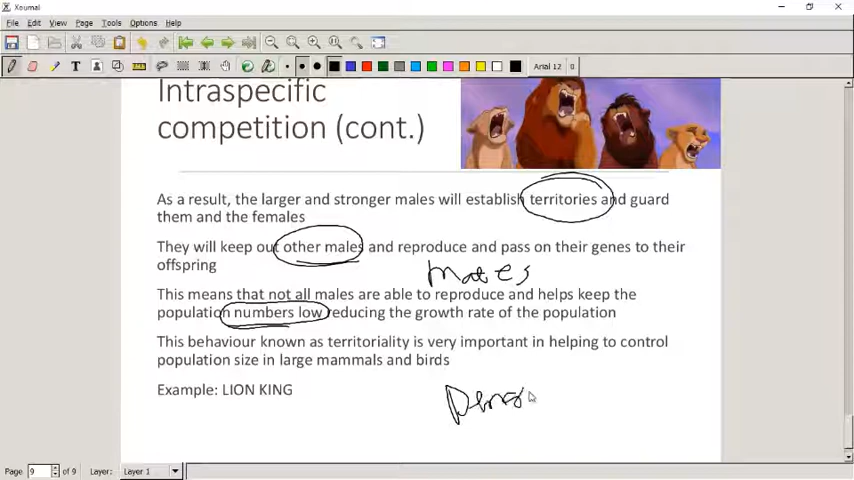 Xournal
File Edit View Page Tools Options Help
Arial 12 0
Intraspecific
competition (cont.)
As a result, the larger and stronger males will establish territories and guard
them and the females
They will keep out other males and reproduce and pass on their genes to their
offspring
mates
This means that not all males are able to reproduce and helps keep the
population numbers low reducing the growth rate of the population
This behaviour known as territoriality is very important in helping to control
population size in large mammals and birds
Example: LION KING
Page 9 of 9 Layer: Layer 1